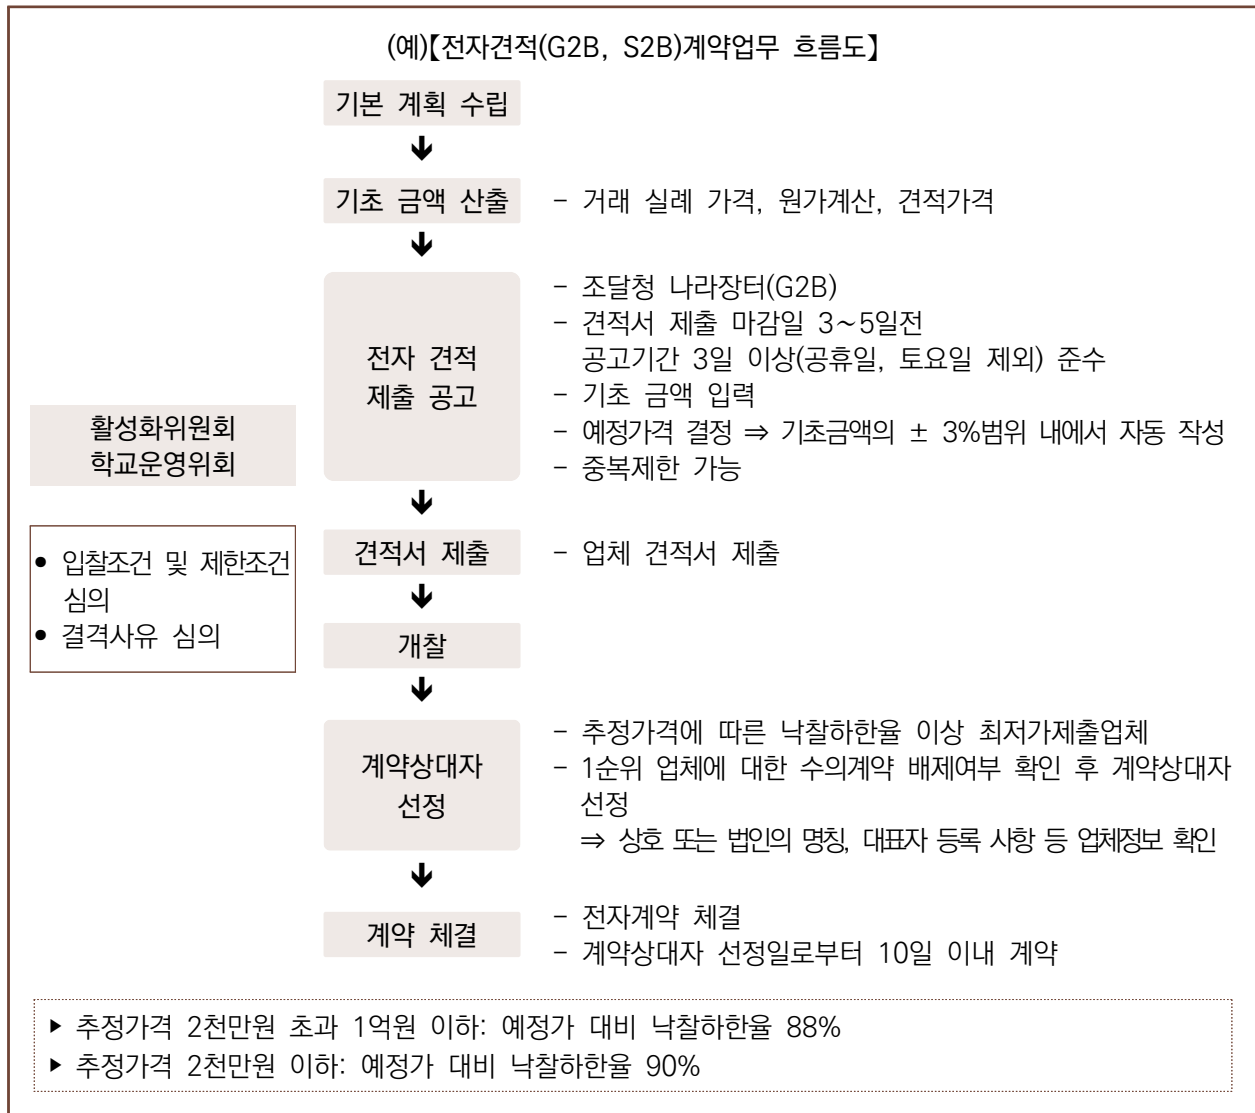 (예)【전자견적(G2B, S2B)계약업무 흐름도】
기본 계획 수립
기초 금액 산출
- 거래 실례 가격, 원가계산, 견적가격
전자 견적
제출 공고
- 조달청 나라장터(G2B)
- 견적서 제출 마감일 3~5일전
공고기간 3일 이상(공휴일, 토요일 제외) 준수
- 기초 금액 입력
- 예정가격 결정 ⇒ 기초금액의 ± 3%범위 내에서 자동 작성
- 중복제한 가능
활성화위원회
학교운영위회
• 입찰조건 및 제한조건
심의
• 결격사유 심의
견적서 제출
- 업체 견적서 제출
개찰
계약상대자
선정
- 추정가격에 따른 낙찰하한율 이상 최저가제출업체
- 1순위 업체에 대한 수의계약 배제여부 확인 후 계약상대자
선정
⇒ 상호 또는 법인의 명칭, 대표자 등록 사항 등 업체정보 확인
계약 체결
- 전자계약 체결
- 계약상대자 선정일로부터 10일 이내 계약
▶ 추정가격 2천만원 초과 1억원 이하: 예정가 대비 낙찰하한율 88%
▶ 추정가격 2천만원 이하: 예정가 대비 낙찰하한율 90%